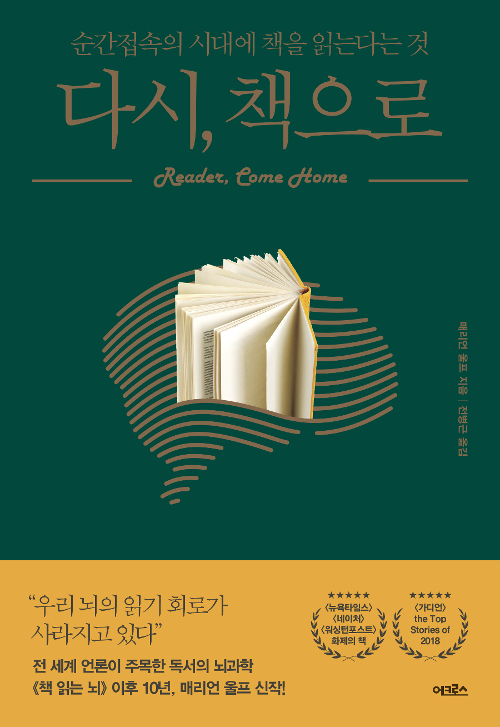 순간접속의 시대에 책을 읽는다는 것
다시, 책으로
Reader, Come Home
매리언 울프 지음 | 전병근 옮김
“우리 뇌의 읽기 회로가
사라지고 있다”
전 세계 언론이 주목한 독서의 뇌과학
《책 읽는 뇌》 이후 10년, 매리언 울프 신작!
★★★★★
〈뉴욕타임스〉
〈네이처〉
〈워싱턴포스트〉
화제의 책
★★★★★
〈가디언〉
the Top
Stories of
2018
어크로스